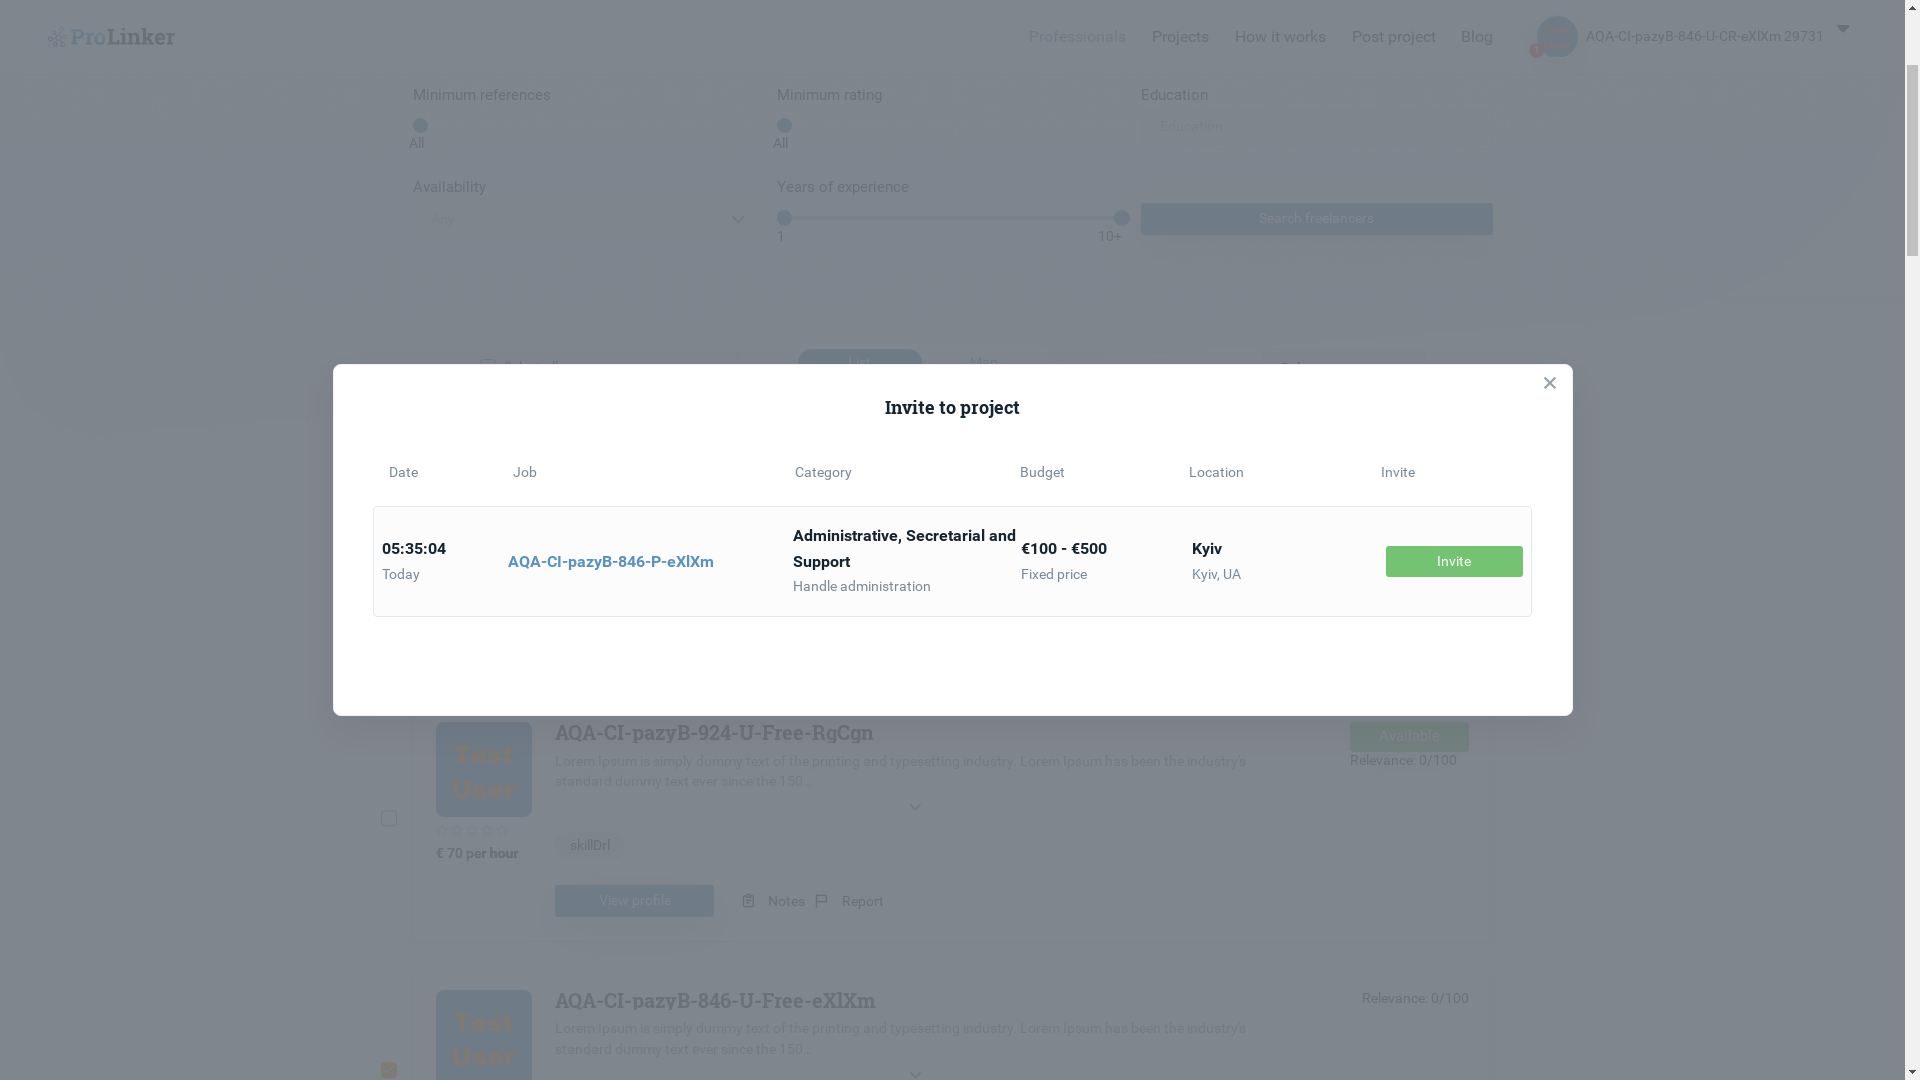 ProLinker
Professionals
Projects
How it works
Post project
Blog
1
AQA-CI-pazyB-846-U-CR-eXlXm 29731
Minimum references
Minimum rating
Education
Education
All
All
Availability
Years of experience
Any
Search freelancers
1
10+
List
Map
Invite to project
Date
Job
Category
Budget
Location
Invite
05:35:04
Today
AQA-CI-pazyB-846-P-eXlXm
Administrative, Secretarial and
Support
Handle administration
€100 - €500
Fixed price
Kyiv
Kyiv, UA
Invite
Test
User
AQA-CI-pazyB-924-U-Free-RgCgn
Available
Lorem Ipsum is simply dummy text of the printing and typesetting industry. Lorem Ipsum has been the industry's
standard dummy text ever since the 150...
Relevance: 0/100
€ 70 per hour
skillDrl
View profile
Notes
Report
Test
User
AQA-CI-pazyB-846-U-Free-eXlXm
Relevance: 0/100
Lorem Ipsum is simply dummy text of the printing and typesetting industry. Lorem Ipsum has been the industry's
standard dummy text ever since the 150...